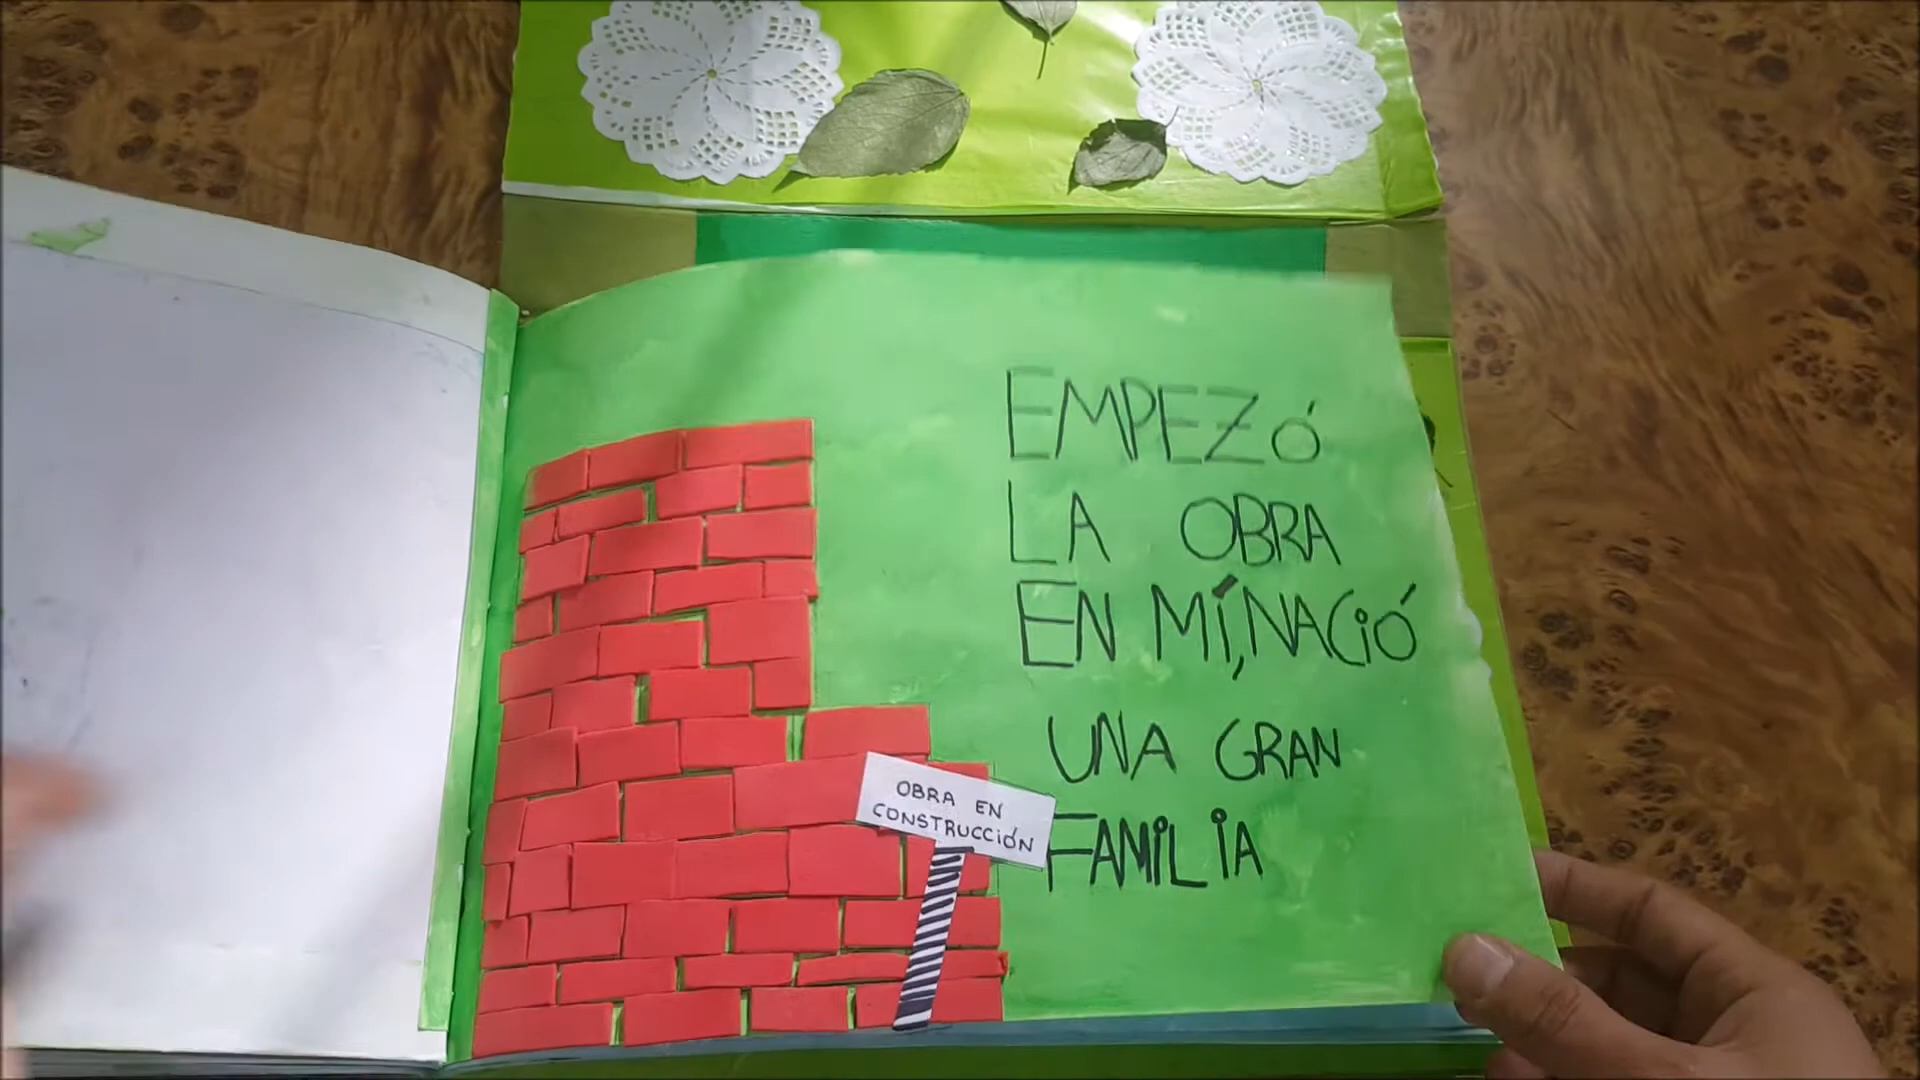 EMPEZÓ
LA OBRA
EN MÍ, NACIÓ
UNA GRAN
FAMILIA
OBRA EN
CONSTRUCCIÓN